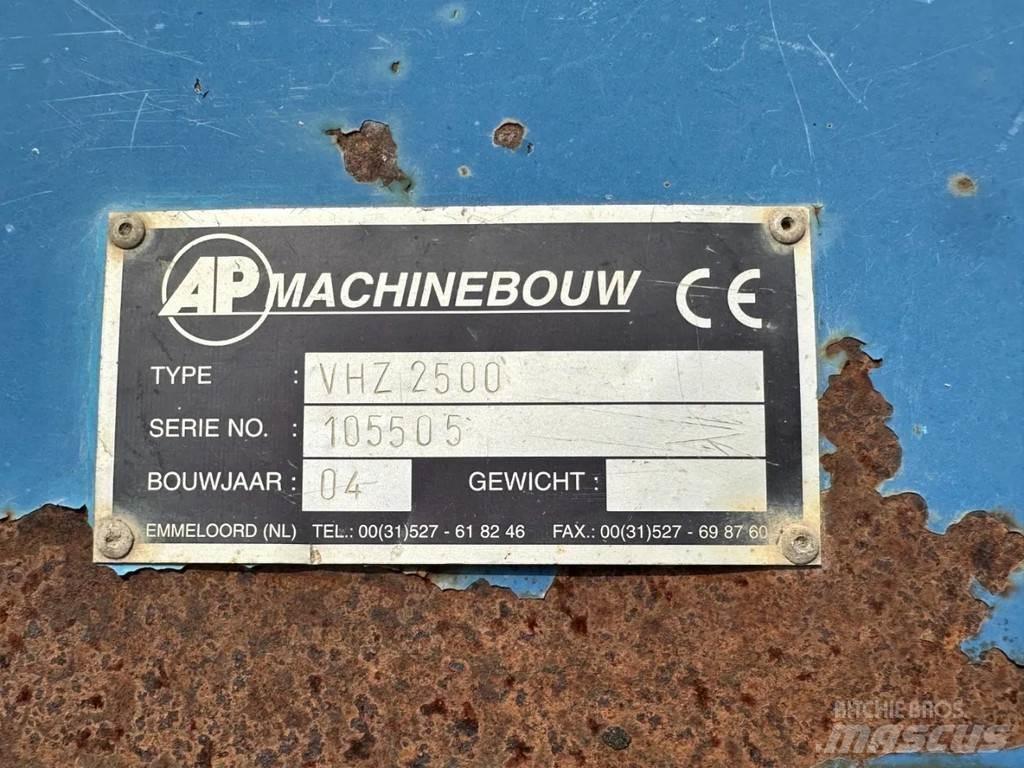 AP MACHINEBOUW CE
TYPE : VHZ 2500
SERIE NO. : 105505
BOUWJAAR : 04 GEWICHT :
EMMELOORD (NL) TEL.: 00(31)527 - 61 82 46 FAX.: 00(31)527 - 69 87 60
RITCHIE BROS.
mascus